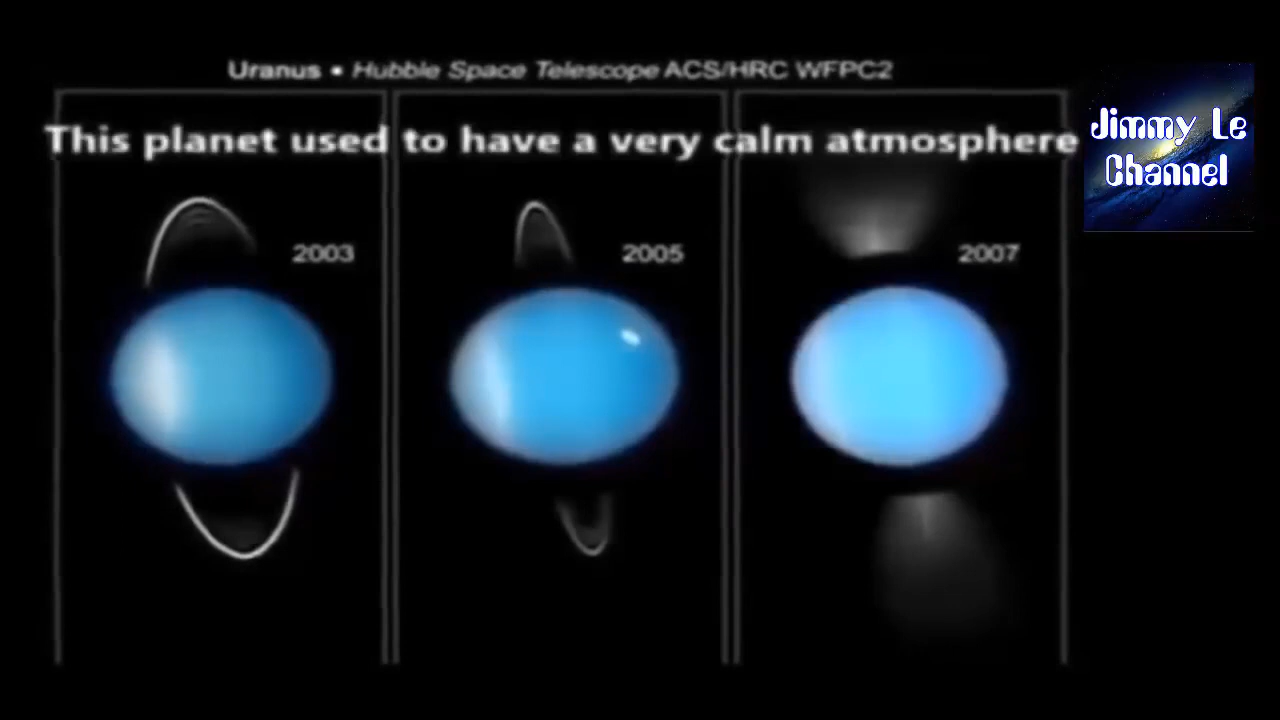 Uranus • Hubble Space Telescope ACS/HRC WFPC2
This planet used to have a very calm atmosphere
Jimmy Le
Channel
2003
2005
2007